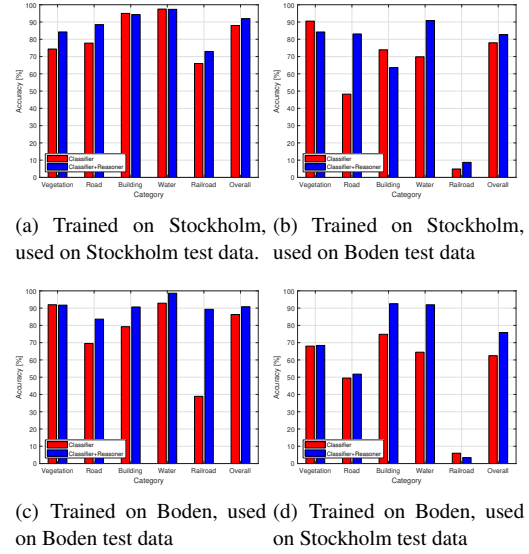 100
90
80
70
60
50
40
30
20
10
0
Accuracy [%]
Classifier
Classifier+Reasoner
Vegetation Road Building Water Railroad Overall
Category
(a) Trained on Stockholm,
used on Stockholm test data.
100
90
80
70
60
50
40
30
20
10
0
Accuracy [%]
Classifier
Classifier+Reasoner
Vegetation Road Building Water Railroad Overall
Category
(b) Trained on Stockholm,
used on Boden test data
100
90
80
70
60
50
40
30
20
10
0
Accuracy [%]
Classifier
Classifier+Reasoner
Vegetation Road Building Water Railroad Overall
Category
(c) Trained on Boden, used
on Boden test data
100
90
80
70
60
50
40
30
20
10
0
Accuracy [%]
Classifier
Classifier+Reasoner
Vegetation Road Building Water Railroad Overall
Category
(d) Trained on Boden, used
on Stockholm test data